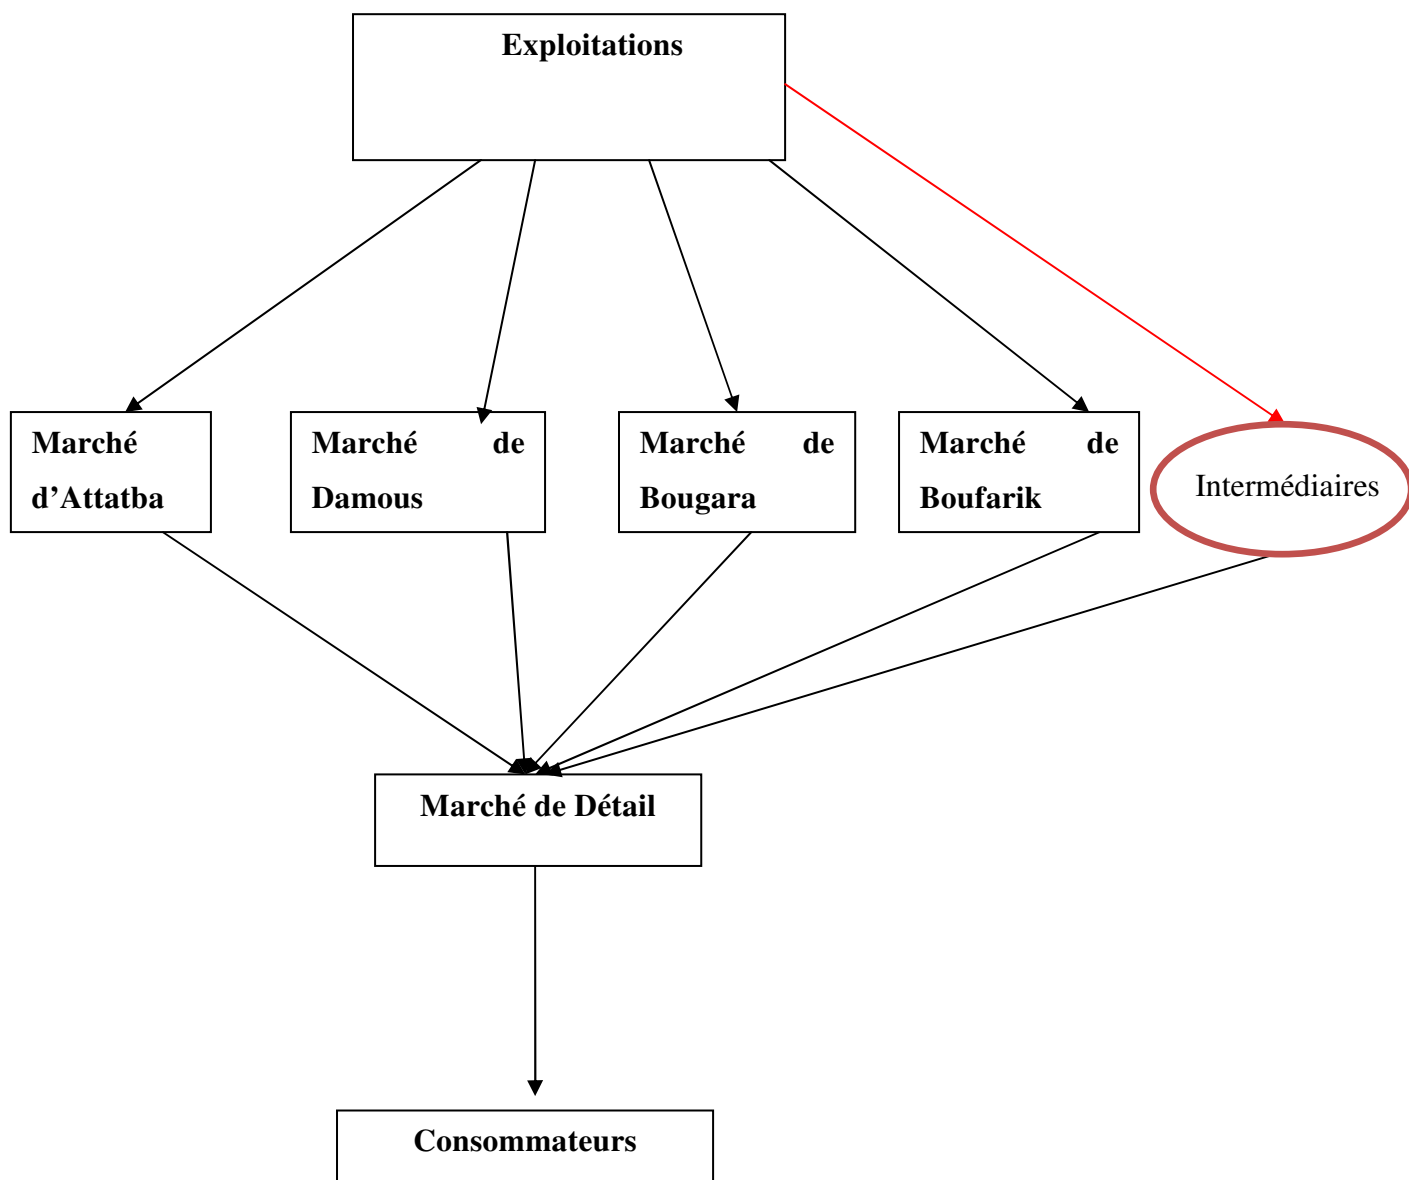 Exploitations
Marché
d’Attatba
Marché de
Damous
Marché de
Bougara
Marché de
Boufarik
Intermédiaires
Marché de Détail
Consommateurs